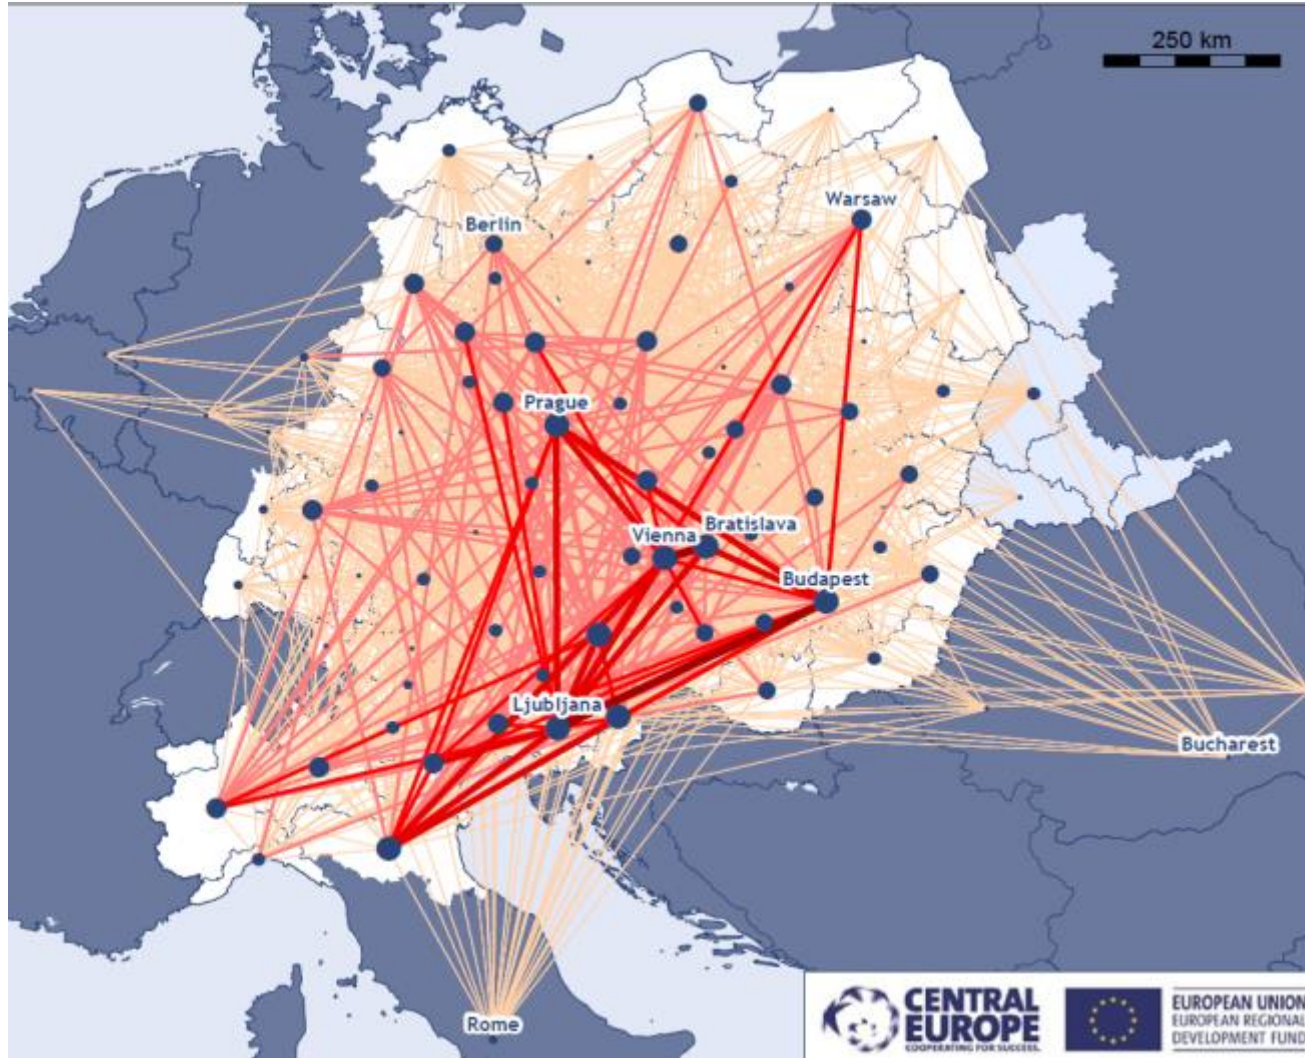 250 km
Warsaw
Berlin
Prague
Bratislava
Vienna
Budapest
Ljubljana
Bucharest
Rome
CENTRAL
EUROPE
COOPERATING FOR SUCCESS.
EUROPEAN UNION
EUROPEAN REGIONAL
DEVELOPMENT FUND